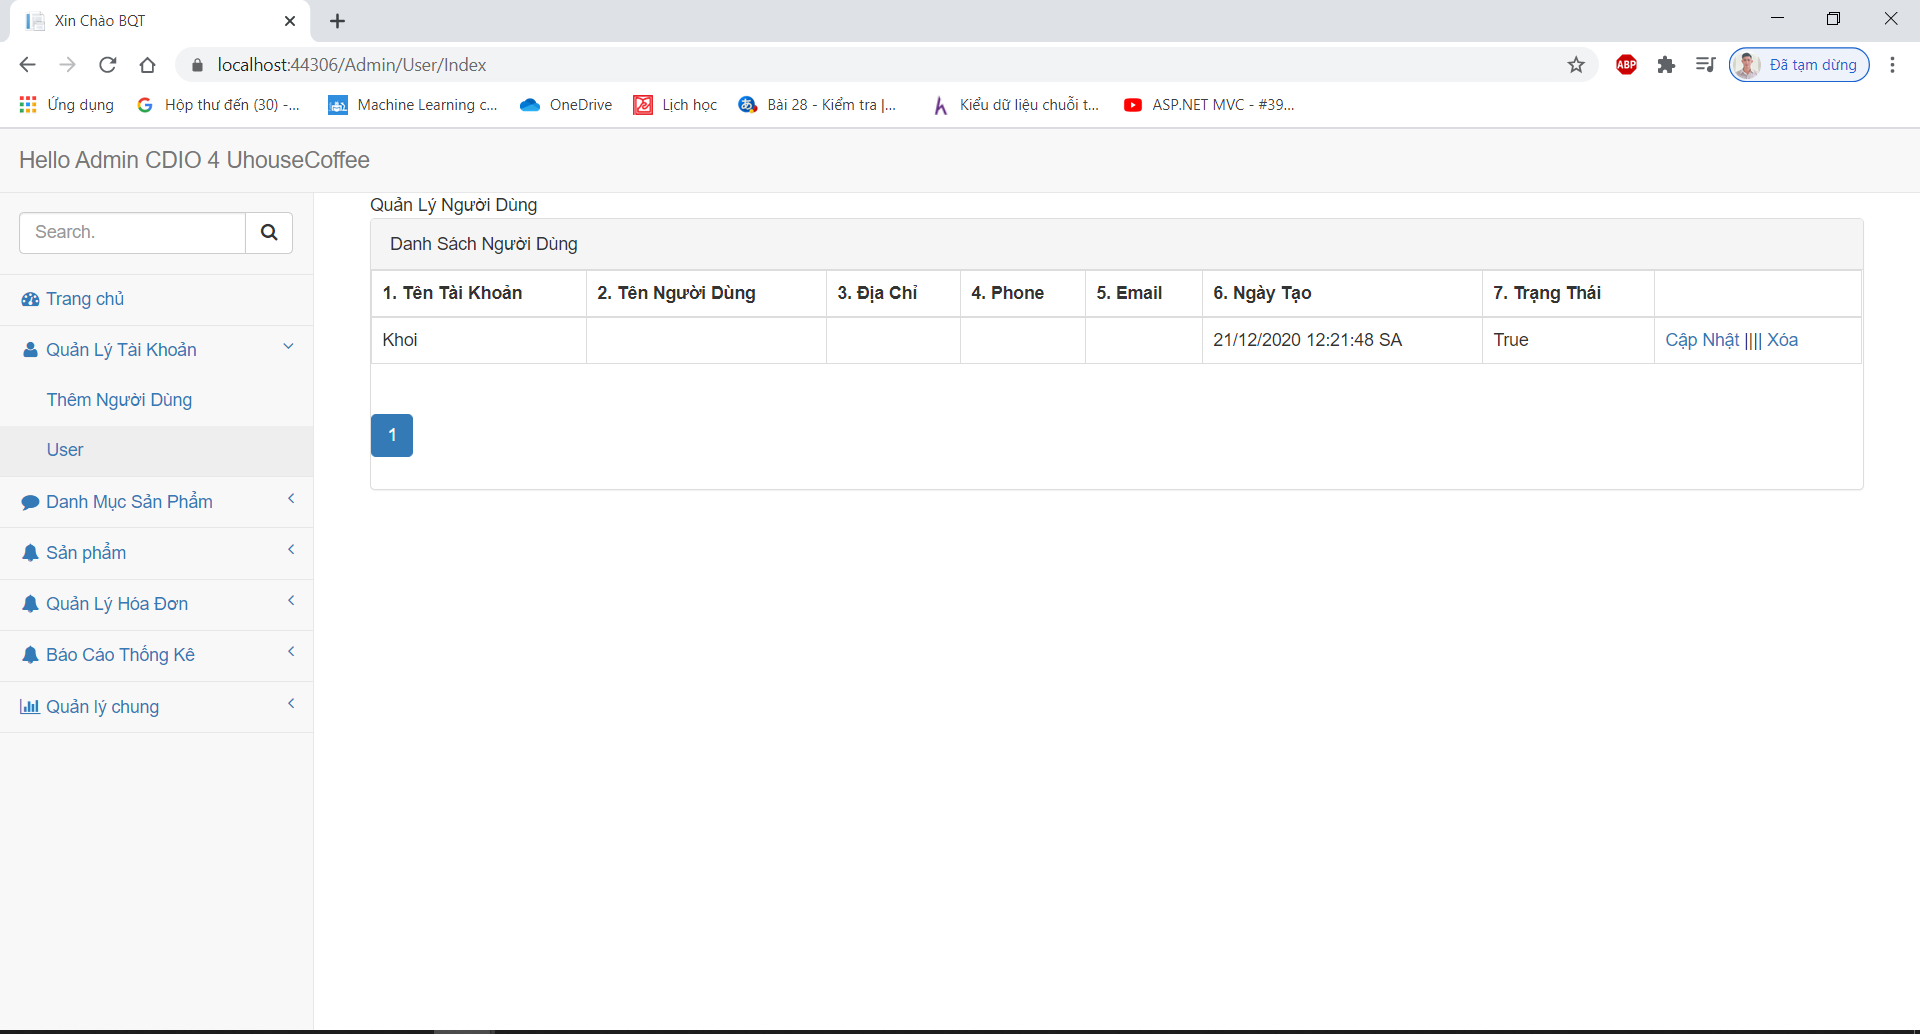 Xin Chào BQT
localhost:44306/Admin/User/Index
ABP
Đã tạm dừng
Ứng dụng
Hộp thư đến (30) -...
Machine Learning c...
OneDrive
Lịch học
Bài 28 - Kiểm tra |...
Kiểu dữ liệu chuỗi t...
ASP.NET MVC - #39...
Hello Admin CDIO 4 UhouseCoffee
Search.
Trang chủ
Quản Lý Tài Khoản
Thêm Người Dùng
User
Danh Mục Sản Phẩm
Sản phẩm
Quản Lý Hóa Đơn
Báo Cáo Thống Kê
Quản lý chung
Quản Lý Người Dùng
Danh Sách Người Dùng
1. Tên Tài Khoản 2. Tên Người Dùng 3. Địa Chỉ 4. Phone 5. Email 6. Ngày Tạo 7. Trạng Thái
Khoi 21/12/2020 12:21:48 SA True Cập Nhật |||| Xóa
1